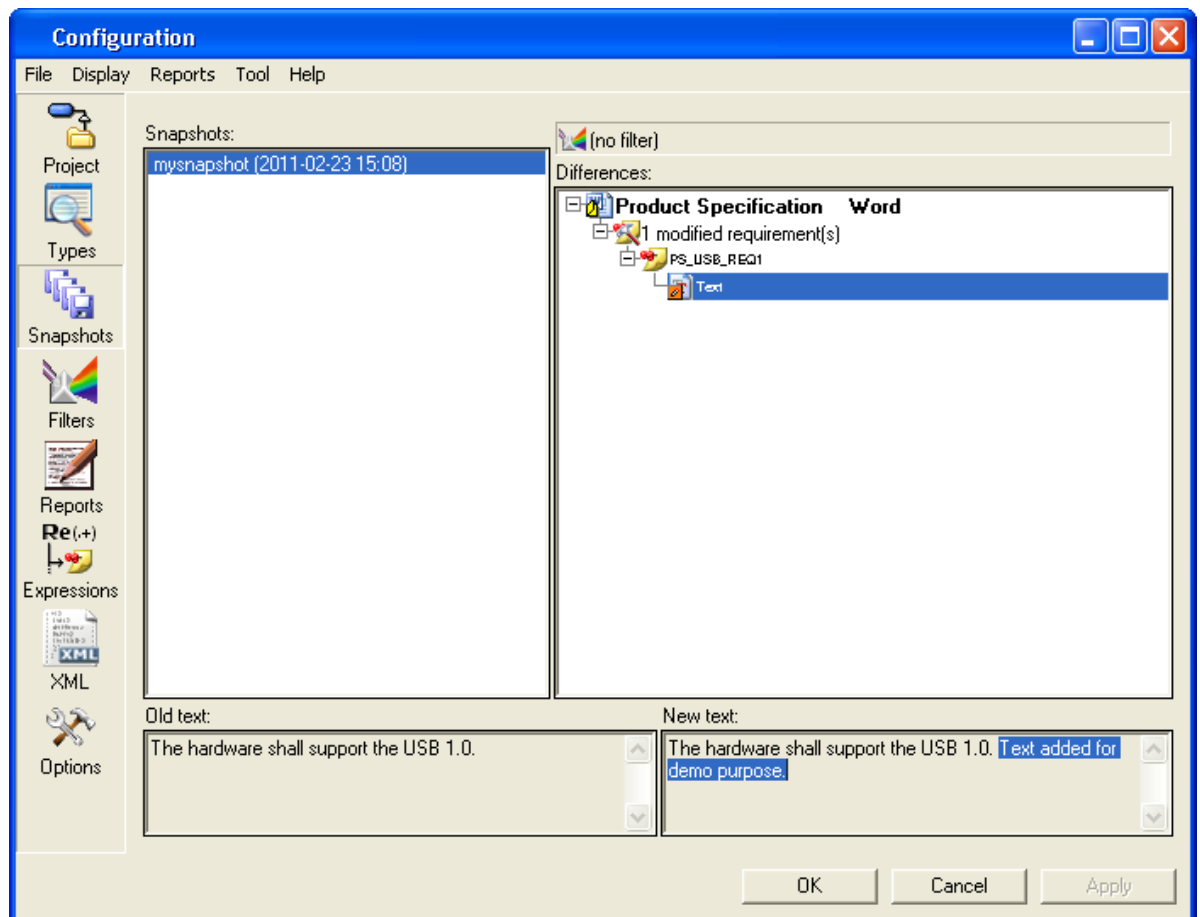 Configuration
File Display Reports Tool Help
Project
Types
Snapshots
Filters
Reports
Re(.+)
Expressions
XML
XML
Options
Snapshots:
mysnapshot (2011-02-23 15:08)
(no filter)
Differences:
Product Specification Word
1 modified requirement(s)
PS_USB_REQ1
Text
Old text:
The hardware shall support the USB 1.0.
New text:
The hardware shall support the USB 1.0. Text added for
demo purpose.
OK Cancel Apply